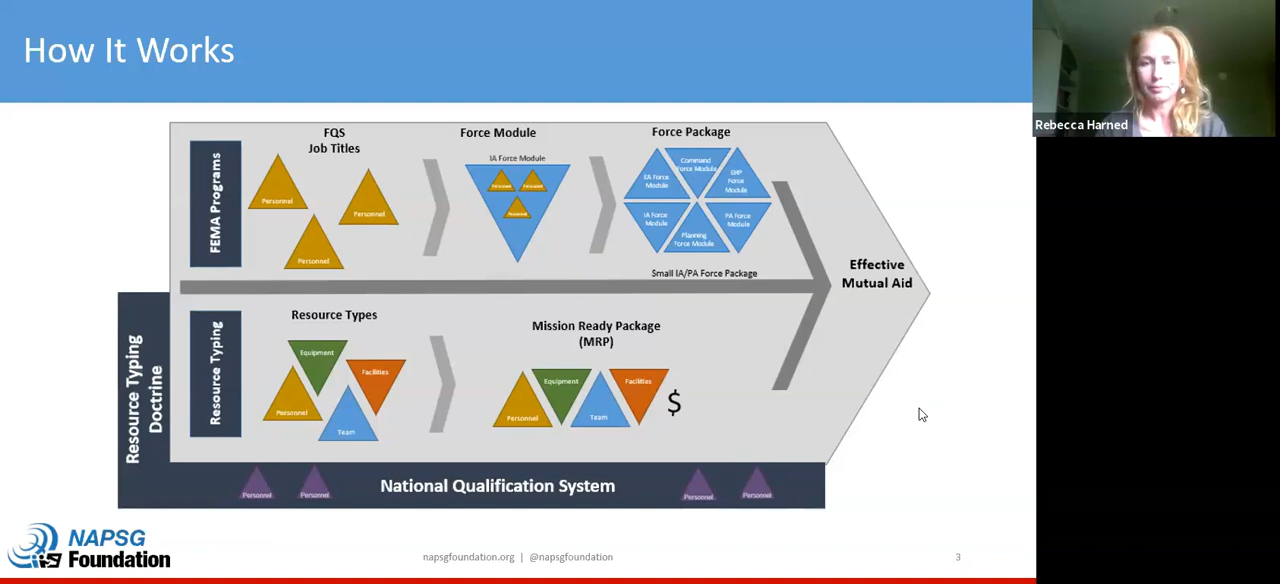 How It Works
Rebecca Harned
FEMA Programs
FQS
Job Titles
Personnel
Personnel
Personnel
Force Module
IA Force Module
Personnel
Personnel
Personnel
Force Package
EA Force
Module
Command
Force Module
EHP
Force
Module
IA Force
Module
Planning
Force Module
PA Force
Module
Small IA/PA Force Package
Effective
Mutual Aid
Resource Typing
Doctrine
Resource Typing
Resource Types
Equipment
Facilities
Personnel
Team
Mission Ready Package
(MRP)
Personnel
Equipment
Team
Facilities
$
Personnel
Personnel
National Qualification System
Personnel
Personnel
NAPSG
Foundation
napsgfoundation.org | @napsgfoundation
3